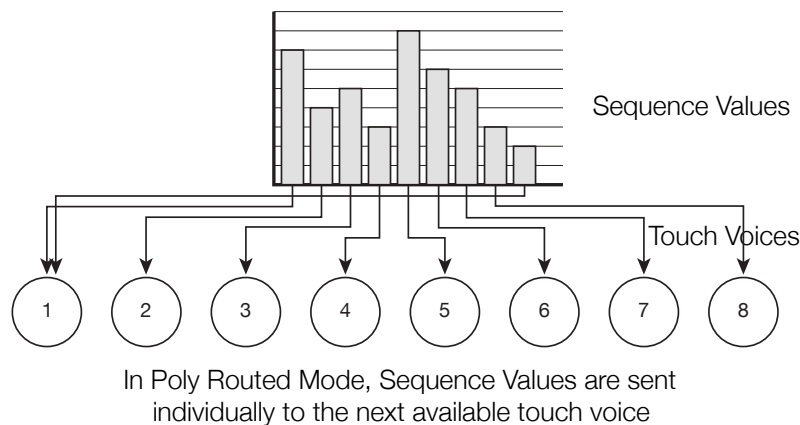 Sequence Values
Touch Voices
1 2 3 4 5 6 7 8
In Poly Routed Mode, Sequence Values are sent
individually to the next available touch voice